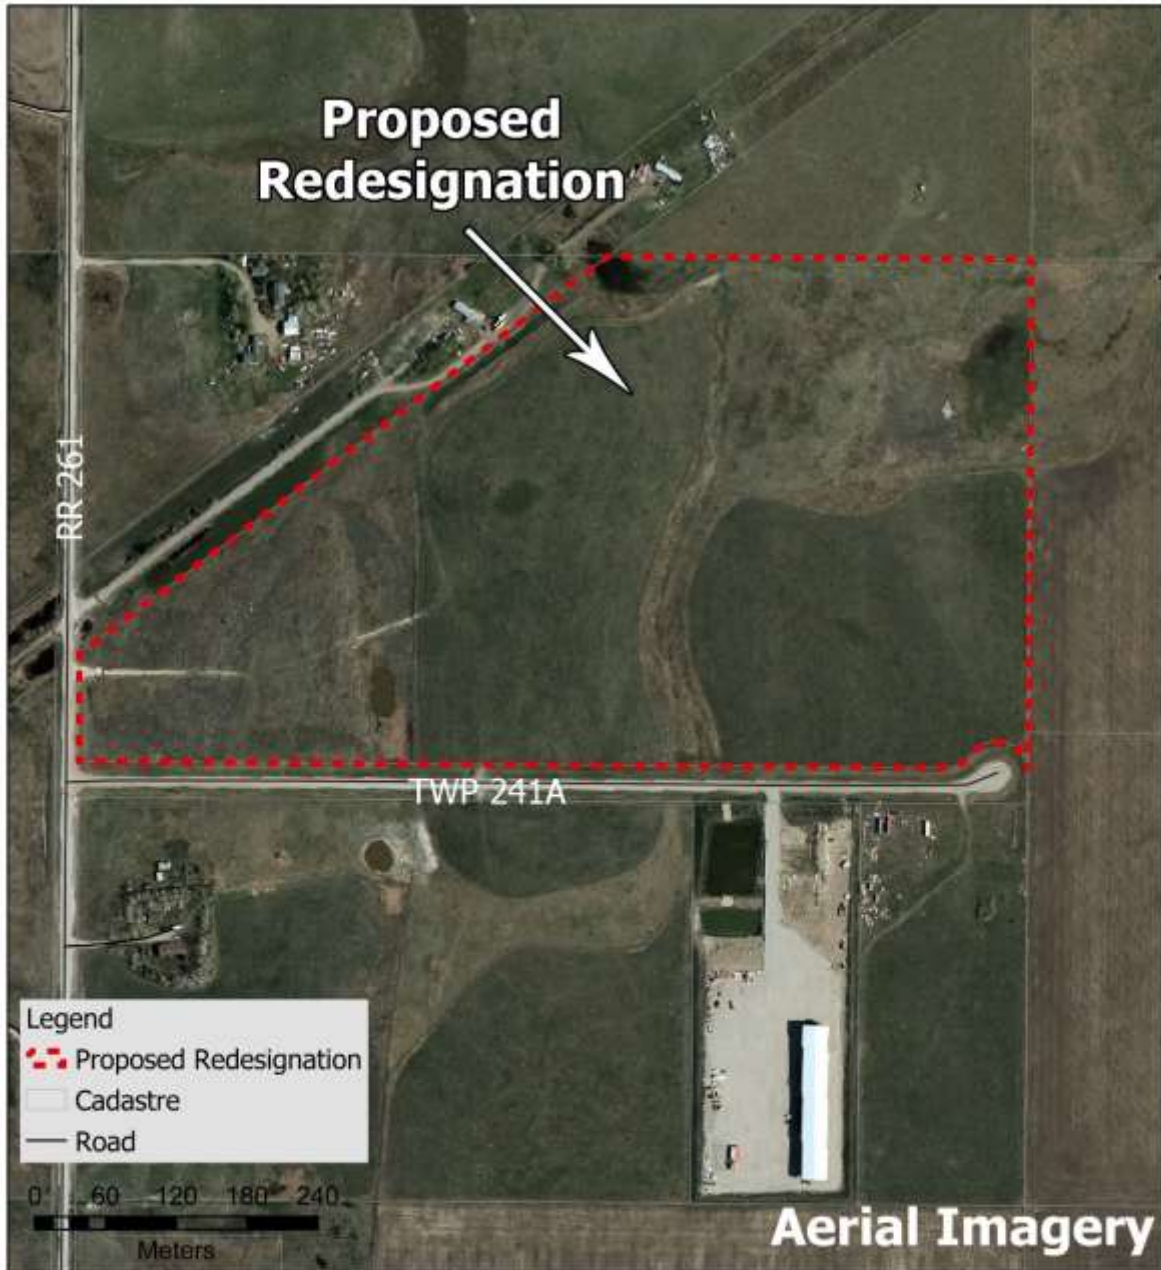 Proposed
Redesignation
RR 261
TWP 241A
Legend
Proposed Redesignation
Cadastre
Road
0 60 120 180 240
Meters
Aerial Imagery